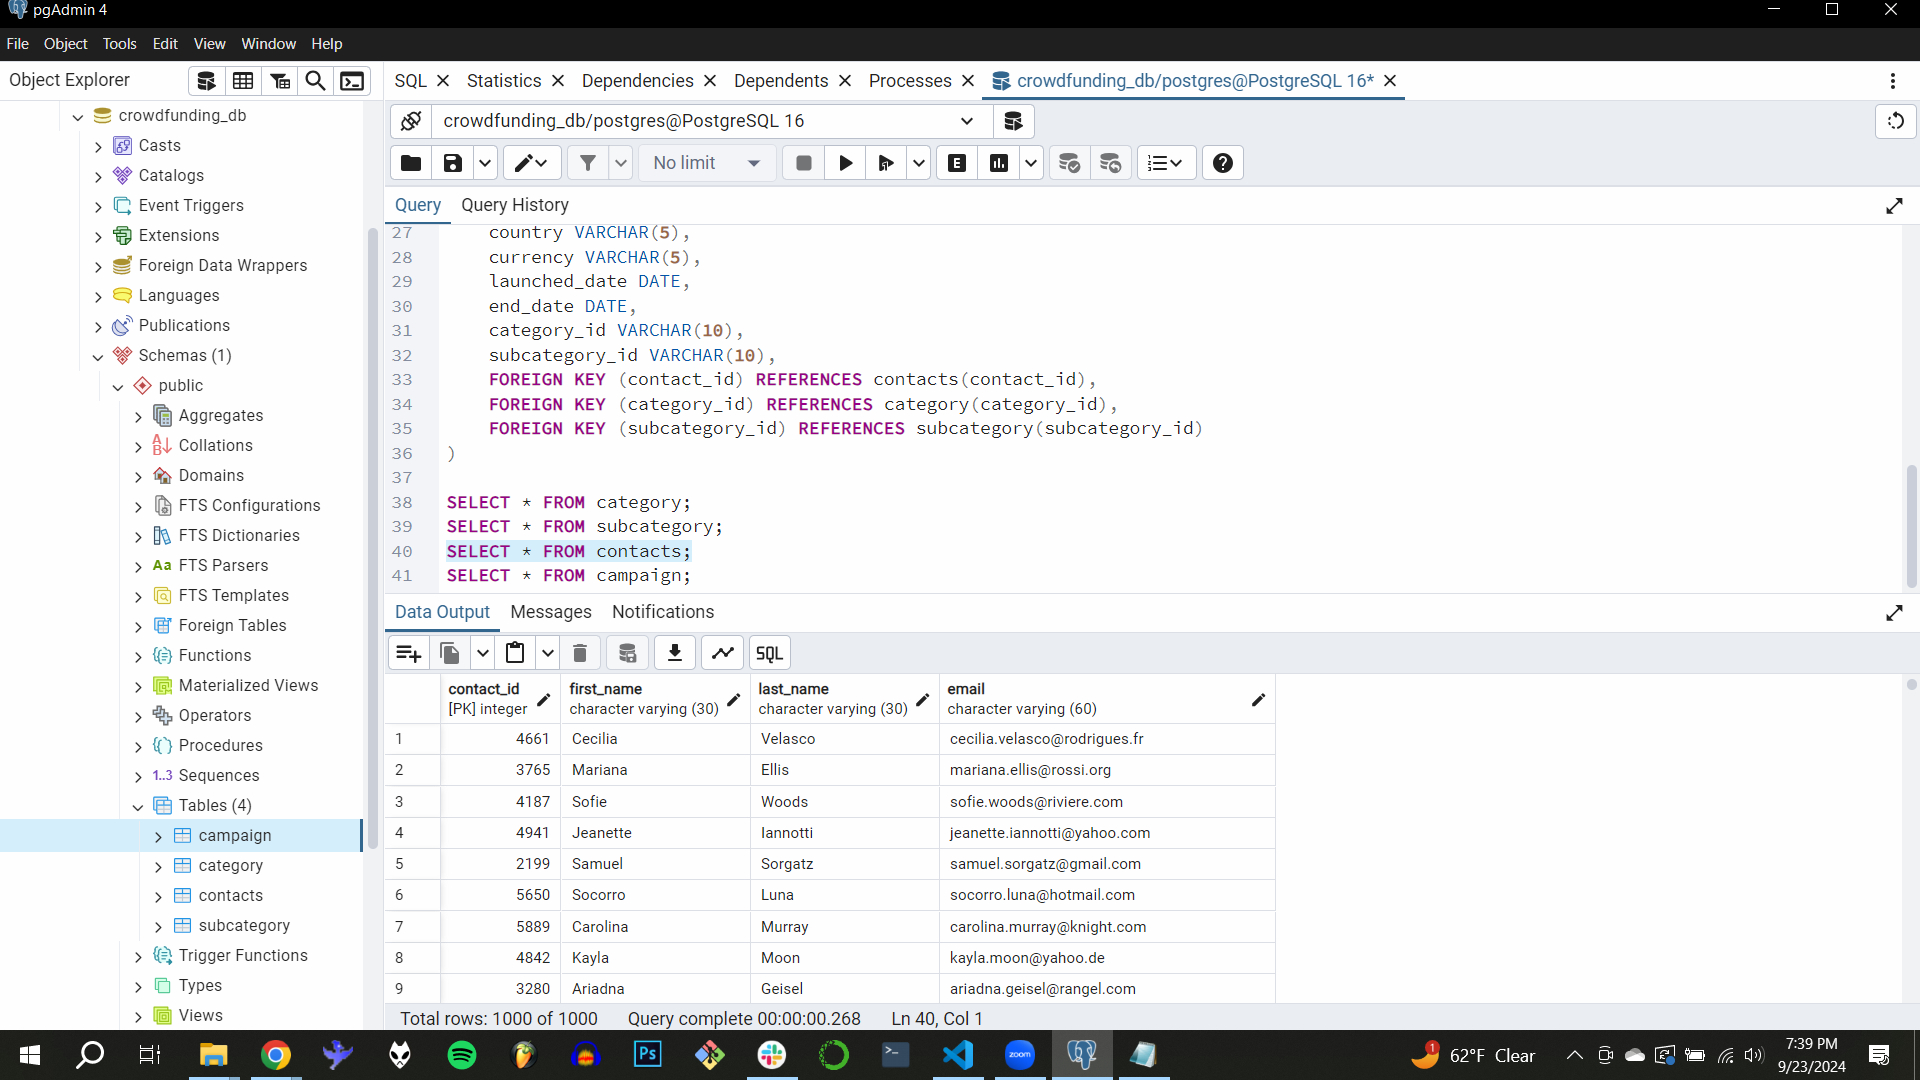 pgAdmin 4
File Object Tools Edit View Window Help
Object Explorer
SQL Statistics Dependencies Dependents Processes crowdfunding_db/postgres@PostgreSQL 16*
crowdfunding_db
Casts
Catalogs
Event Triggers
Extensions
Foreign Data Wrappers
Languages
Publications
Schemas (1)
public
Aggregates
Collations
Domains
FTS Configurations
FTS Dictionaries
Aa FTS Parsers
FTS Templates
Foreign Tables
Functions
Materialized Views
Operators
Procedures
1..3 Sequences
Tables (4)
campaign
category
contacts
subcategory
Trigger Functions
Types
Views
crowdfunding_db/postgres@PostgreSQL 16
No limit E
Query Query History
27 country VARCHAR(5),
28 currency VARCHAR(5),
29 launched_date DATE,
30 end_date DATE,
31 category_id VARCHAR(10),
32 subcategory_id VARCHAR(10),
33 FOREIGN KEY (contact_id) REFERENCES contacts(contact_id),
34 FOREIGN KEY (category_id) REFERENCES category(category_id),
35 FOREIGN KEY (subcategory_id) REFERENCES subcategory(subcategory_id)
36 )
37
38 SELECT * FROM category;
39 SELECT * FROM subcategory;
40 SELECT * FROM contacts;
41 SELECT * FROM campaign;
Data Output Messages Notifications
SQL
contact_id first_name last_name email
[PK] integer character varying (30) character varying (30) character varying (60)
1 4661 Cecilia Velasco cecilia.velasco@rodrigues.fr
2 3765 Mariana Ellis mariana.ellis@rossi.org
3 4187 Sofie Woods sofie.woods@riviere.com
4 4941 Jeanette Iannotti jeanette.iannotti@yahoo.com
5 2199 Samuel Sorgatz samuel.sorgatz@gmail.com
6 5650 Socorro Luna socorro.luna@hotmail.com
7 5889 Carolina Murray carolina.murray@knight.com
8 4842 Kayla Moon kayla.moon@yahoo.de
9 3280 Ariadna Geisel ariadna.geisel@rangel.com
Total rows: 1000 of 1000 Query complete 00:00:00.268 Ln 40, Col 1
Ps zoom 1 62°F Clear
7:39 PM
9/23/2024